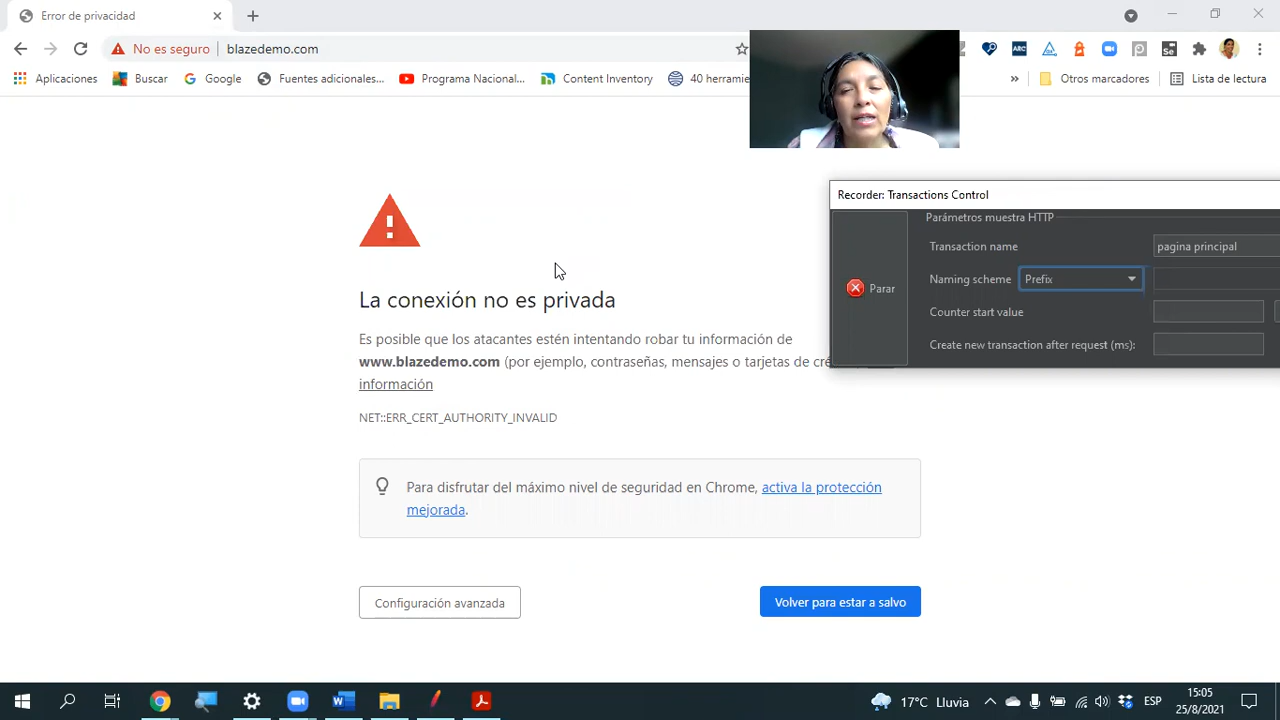 Error de privacidad
No es seguro
blazedemo.com
Aplicaciones
Buscar
Google
Fuentes adicionales...
Programa Nacional...
Content Inventory
40 herramie
»
Otros marcadores
Lista de lectura
Recorder: Transactions Control
Parámetros muestra HTTP
Transaction name
pagina principal
Naming scheme
Prefix
Parar
Counter start value
Create new transaction after request (ms):
La conexión no es privada
Es posible que los atacantes estén intentando robar tu información de
www.blazedemo.com (por ejemplo, contraseñas, mensajes o tarjetas de cré
información
NET::ERR_CERT_AUTHORITY_INVALID
Para disfrutar del máximo nivel de seguridad en Chrome, activa la protección
mejorada.
Configuración avanzada
Volver para estar a salvo
17°C Lluvia
ESP
15:05
25/8/2021